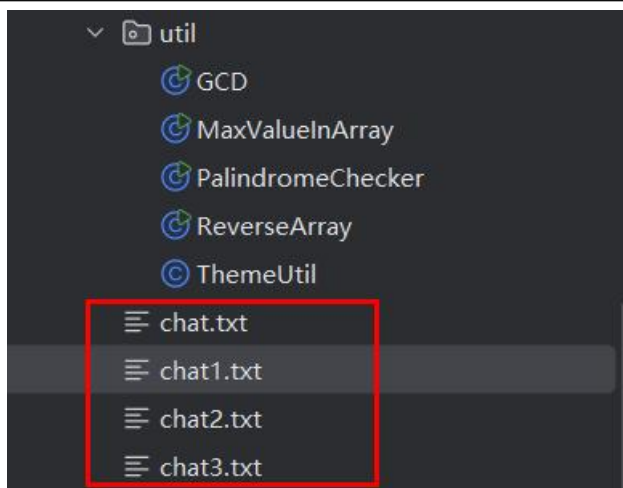 util
GCD
MaxValueInArray
PalindromeChecker
ReverseArray
ThemeUtil
chat.txt
chat1.txt
chat2.txt
chat3.txt